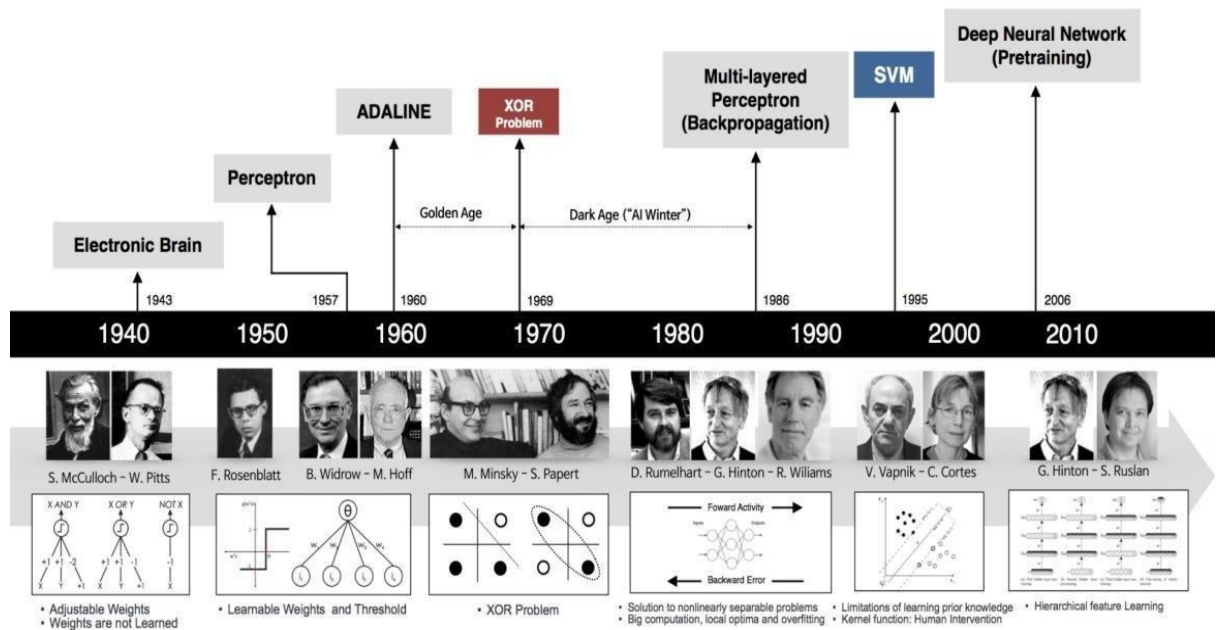 Deep Neural Network
(Pretraining)
Multi-layered
Perceptron
(Backpropagation)
SVM
ADALINE
XOR
Problem
Perceptron
Golden Age
Dark Age ("AI Winter")
Electronic Brain
1943
1957
1960
1969
1986
1995
2006
1940
1950
1960
1970
1980
1990
2000
2010
S. McCulloch – W. Pitts
F. Rosenblatt
B. Widrow – M. Hoff
M. Minsky – S. Papert
D. Rumelhart – G. Hinton – R. Wiliams
V. Vapnik – C. Cortes
G. Hinton – S. Ruslan
X AND Y
X OR Y
NOT X
+1 +1 -2
+1 +1 -1
-1
X Y +1
X Y +1
X
θ
Foward Activity
Inputs
Outputs
Backward Error
• Adjustable Weights
• Weights are not Learned
• Learnable Weights and Threshold
• XOR Problem
• Solution to nonlinearly separable problems
• Big computation, local optima and overfitting
• Limitations of learning prior knowledge
• Kernel function: Human Intervention
• Hierarchical feature Learning